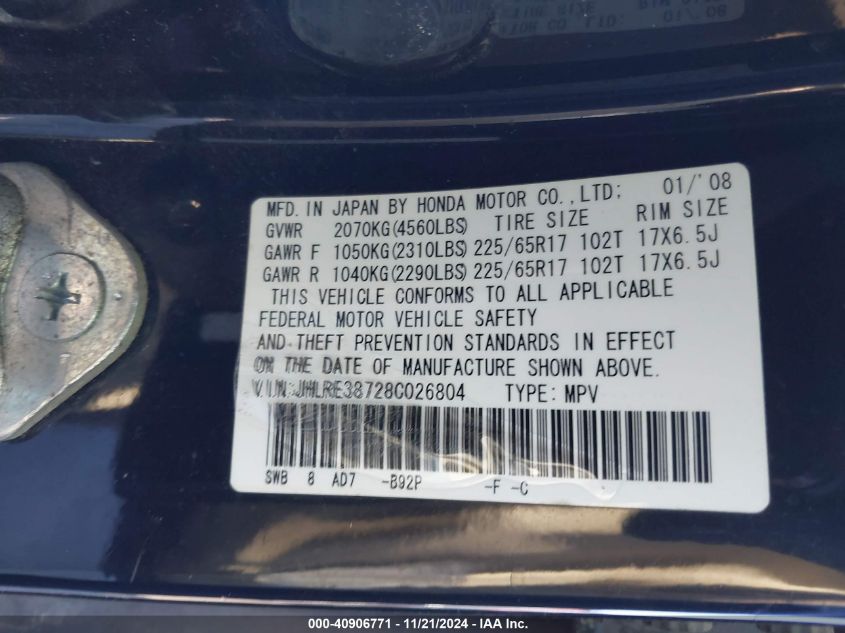 MFD. IN JAPAN BY HONDA MOTOR CO.,LTD; 01/'08
GVWR 2070KG(4560LBS) TIRE SIZE RIM SIZE
GAWR F 1050KG(2310LBS) 225/65R17 102T 17X6.5J
GAWR R 1040KG(2290LBS) 225/65R17 102T 17X6.5J
THIS VEHICLE CONFORMS TO ALL APPLICABLE
FEDERAL MOTOR VEHICLE SAFETY
AND THEFT PREVENTION STANDARDS IN EFFECT
ON THE DATE OF MANUFACTURE SHOWN ABOVE.
VIN:JHLRE38728C026804 TYPE: MPV
SWB 8 AD7 -B92P -F -C
000-40906771 - 11/21/2024 - IAA Inc.